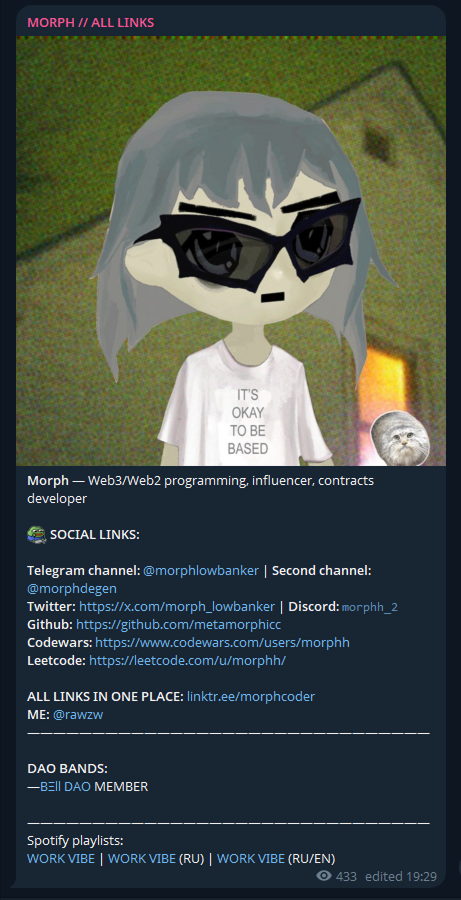 MORPH // ALL LINKS
IT'S
OKAY
TO BE
BASED
Morph — Web3/Web2 programming, influencer, contracts
developer
SOCIAL LINKS:
Telegram channel: @morphlowbanker | Second channel:
@morphdegen
Twitter: https://x.com/morph_lowbanker | Discord: morphh_2
Github: https://github.com/metamorphicc
Codewars: https://www.codewars.com/users/morphh
Leetcode: https://leetcode.com/u/morphh/
ALL LINKS IN ONE PLACE: linktr.ee/morphcoder
ME: @rawzw
——————————————————————————————
DAO BANDS:
—BΞll DAO MEMBER
——————————————————————————————
Spotify playlists:
WORK VIBE | WORK VIBE (RU) | WORK VIBE (RU/EN)
433 edited 19:29